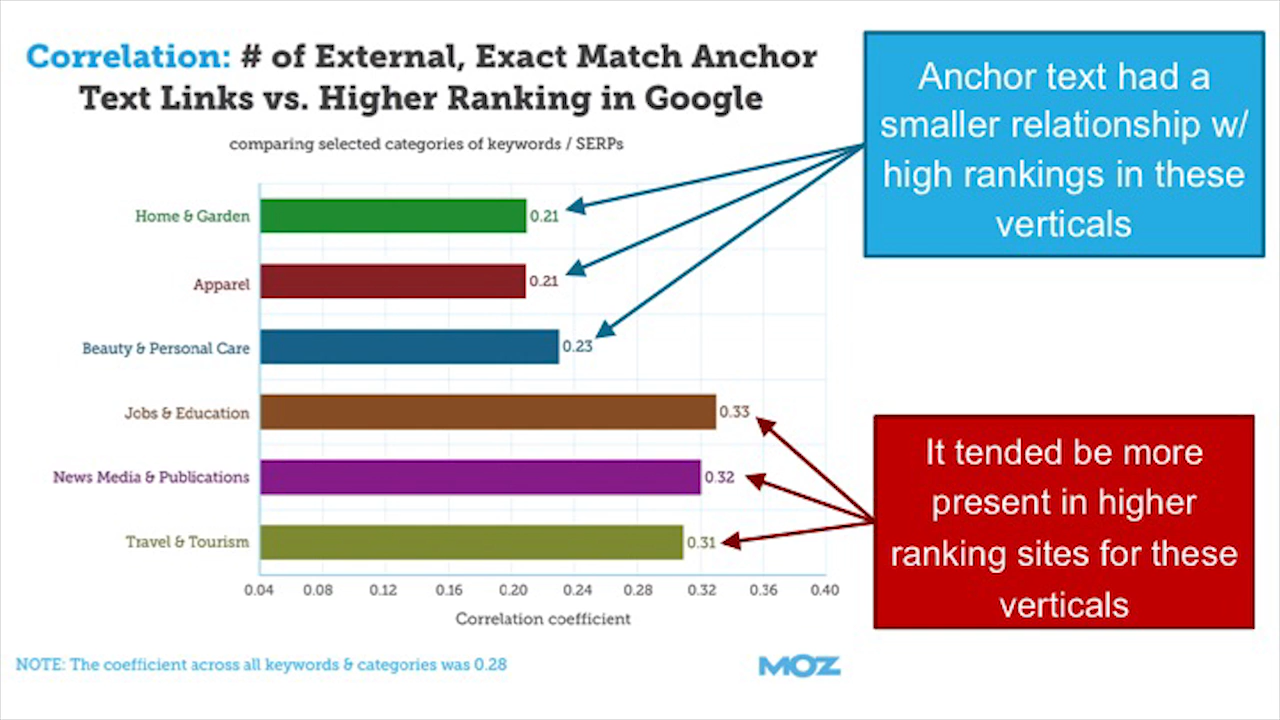 Correlation: # of External, Exact Match Anchor
Text Links vs. Higher Ranking in Google
comparing selected categories of keywords / SERPs
Home & Garden
0.21
Apparel
0.21
Beauty & Personal Care
0.23
Jobs & Education
0.33
News Media & Publications
0.32
Travel & Tourism
0.31
0.04 0.08 0.12 0.16 0.20 0.24 0.28 0.32 0.36 0.40
Correlation coefficient
NOTE: The coefficient across all keywords & categories was 0.28
MOZ
Anchor text had a
smaller relationship w/
high rankings in these
verticals
It tended be more
present in higher
ranking sites for these
verticals